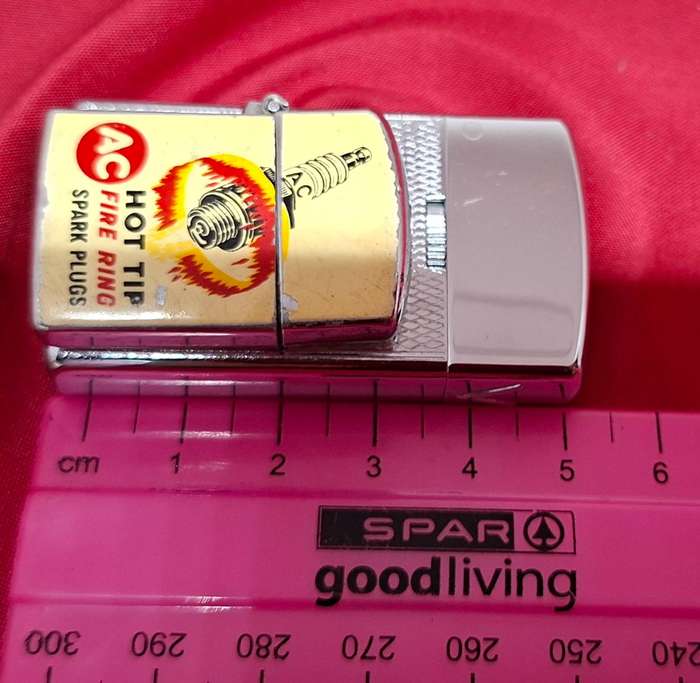 AC
HOT TIP
FIRE RING
SPARK PLUGS
AC
cm 1 2 3 4 5 6
SPAR
goodliving
300 290 280 270 260 250 240